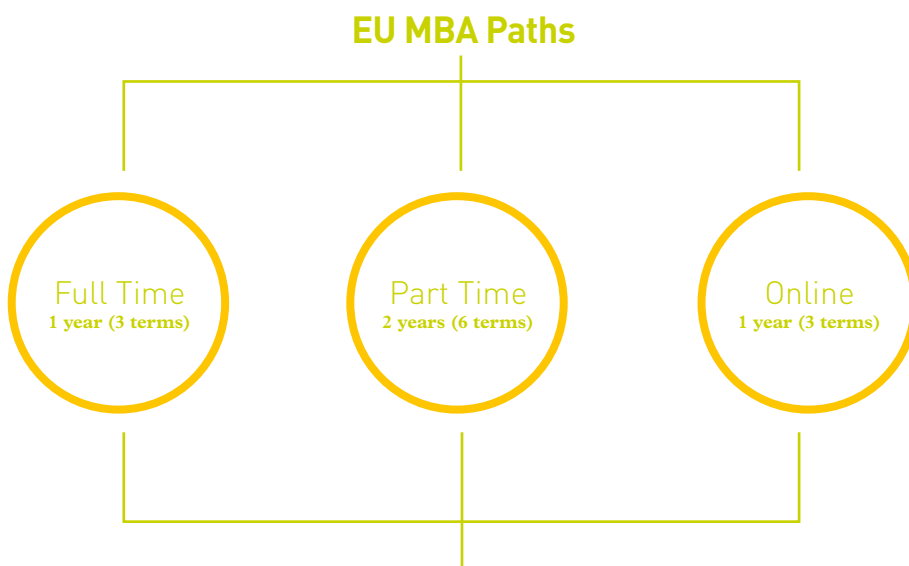 EU MBA Paths
Full Time
1 year (3 terms)
Part Time
2 years (6 terms)
Online
1 year (3 terms)